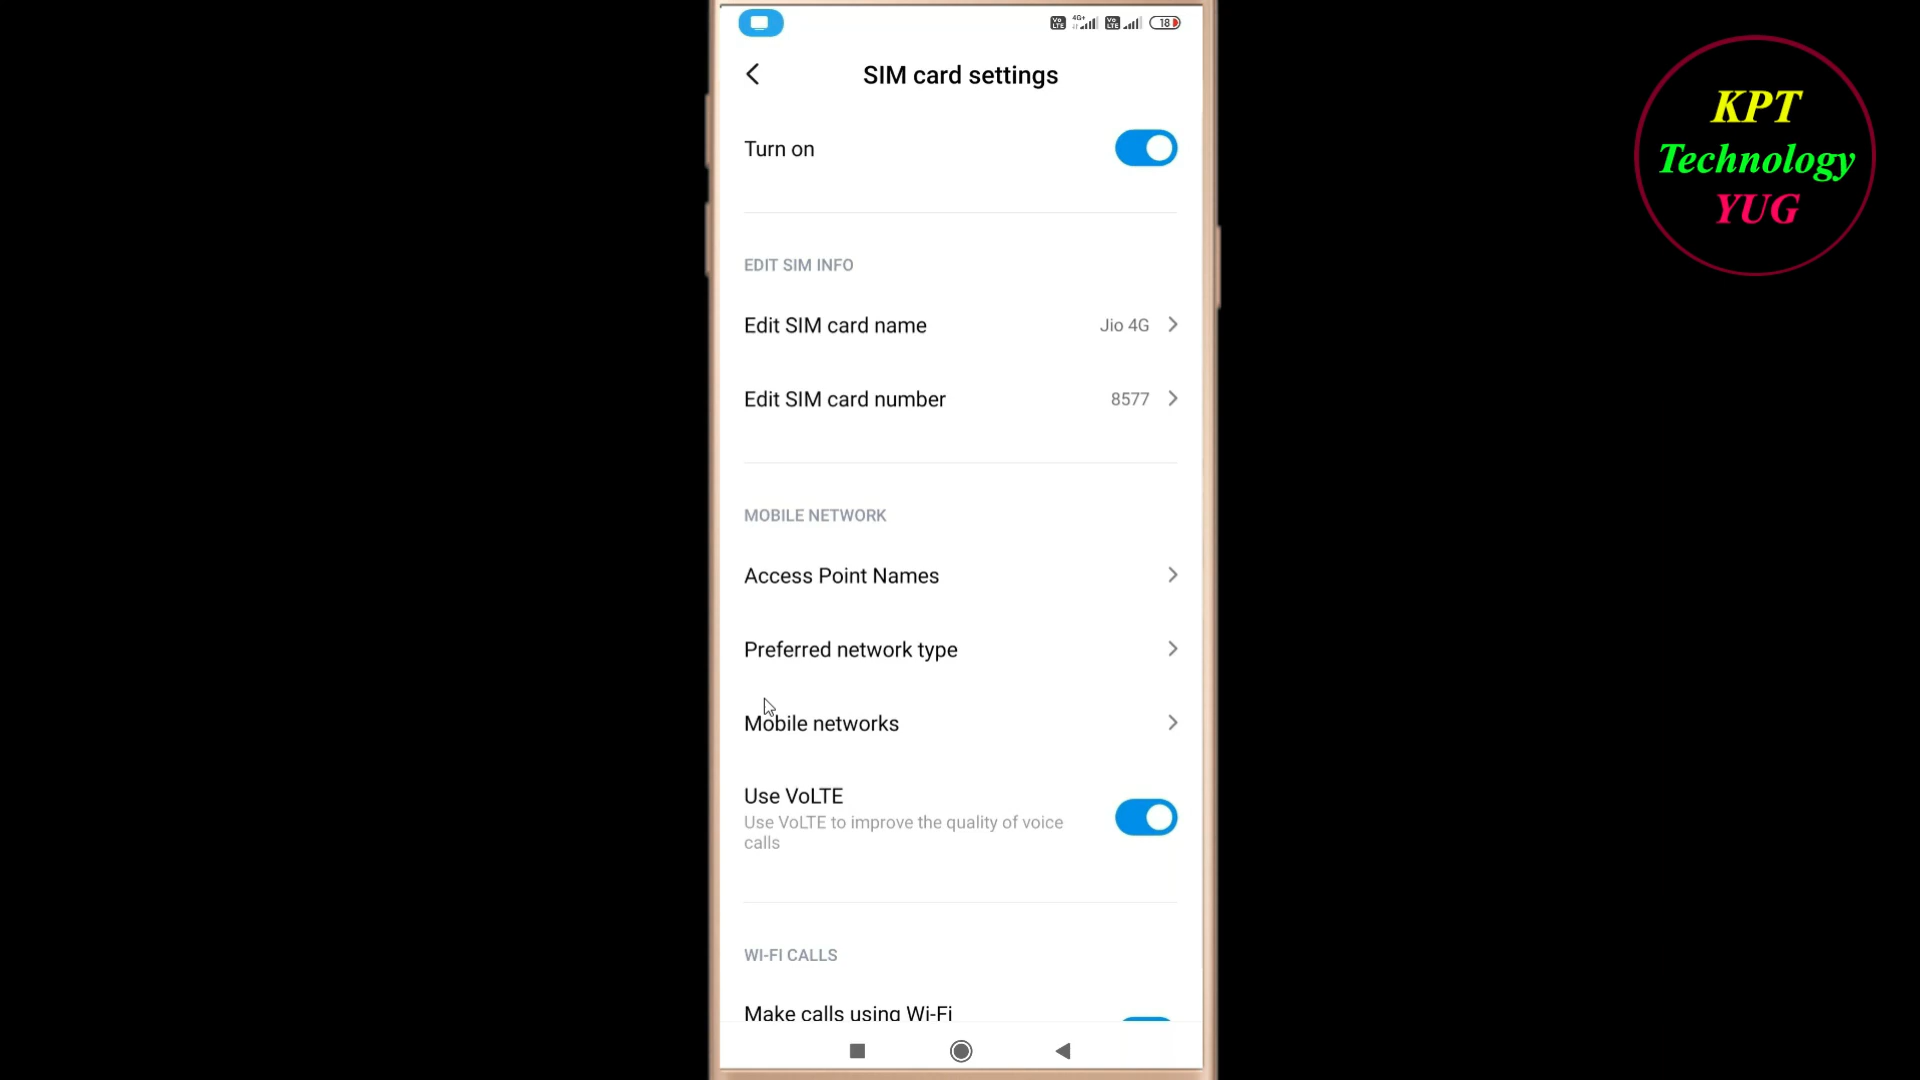 18
SIM card settings
Turn on
EDIT SIM INFO
Edit SIM card name
Jio 4G
Edit SIM card number
8577
MOBILE NETWORK
Access Point Names
Preferred network type
Mobile networks
Use VoLTE
Use VoLTE to improve the quality of voice
calls
WI-FI CALLS
Make calls using Wi-Fi
KPT
Technology
YUG